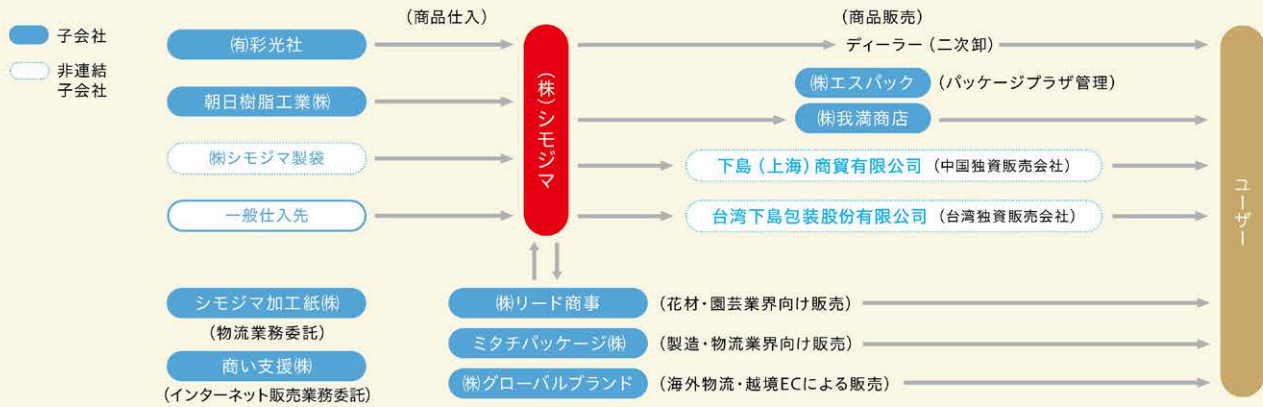 子会社
非連結
子会社
(商品仕入)
(商品販売)
㈲彩光社
朝日樹脂工業㈱
㈱シモジマ製袋
一般仕入先
シモジマ加工紙㈱
(物流業務委託)
商い支援㈱
(インターネット販売業務委託)
(株)シモジマ
ディーラー(二次卸)
㈱エスパック (パッケージプラザ管理)
㈱我満商店
下島(上海)商貿有限公司 (中国独資販売会社)
台湾下島包装股份有限公司 (台湾独資販売会社)
㈱リード商事 (花材・園芸業界向け販売)
ミタチパッケージ㈱ (製造・物流業界向け販売)
㈱グローバルブランド (海外物流・越境ECによる販売)
ユーザー